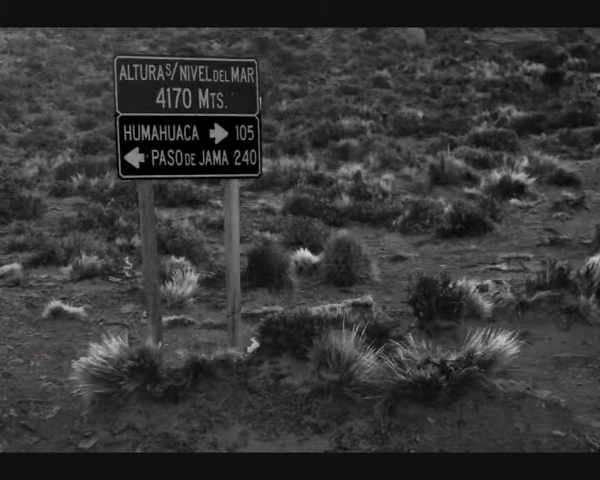 ALTURA S/NIVEL DEL MAR
4170 MTS.
HUMAHUACA 105
PASO DE JAMA 240